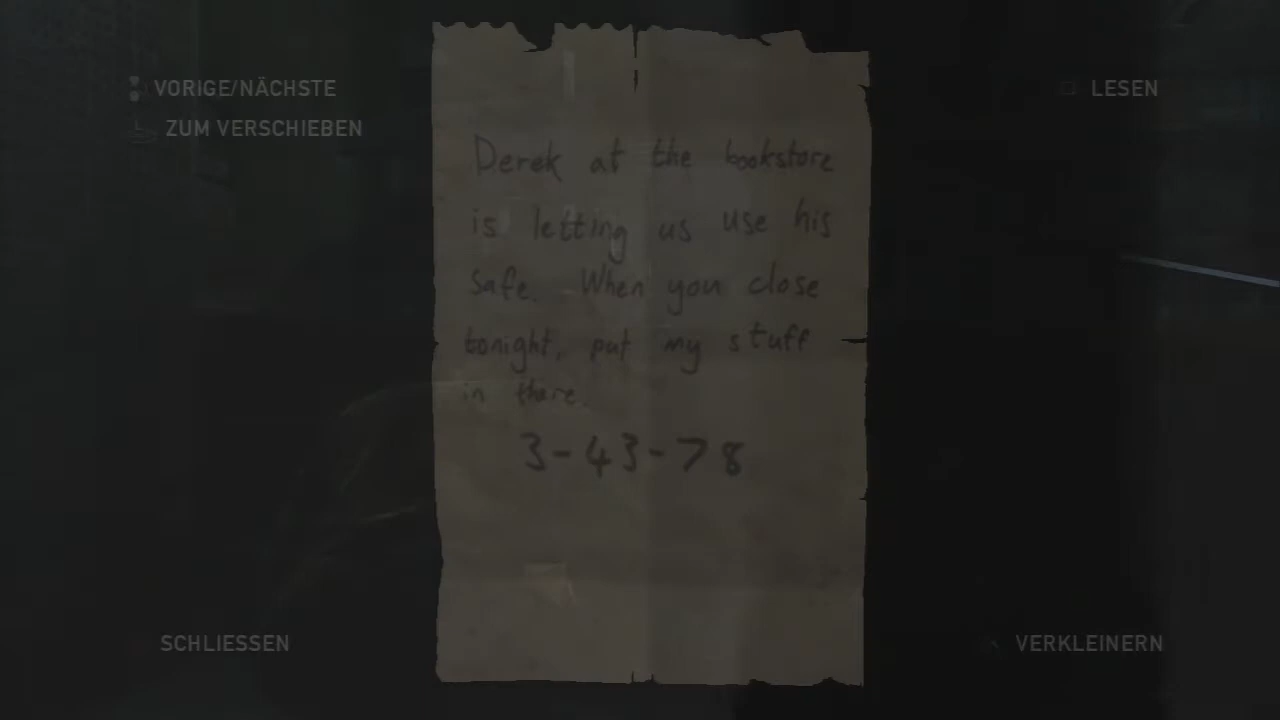 VORIGE/NÄCHSTE
ZUM VERSCHIEBEN
LESEN
Derek at the bookstore
is letting us use his
safe. When you close
tonight, put my stuff
in there.
3-43-78
SCHLIESSEN
VERKLEINERN